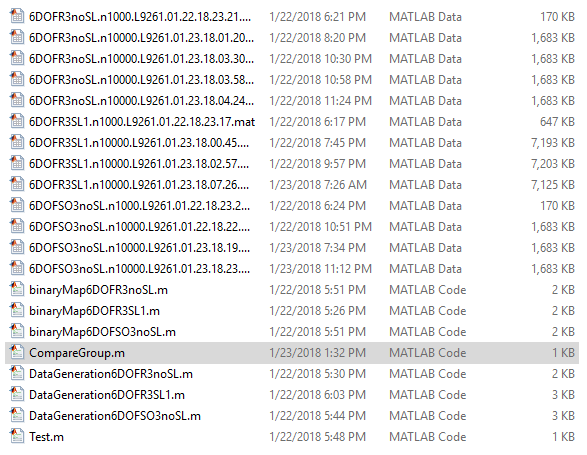 6DOFR3noSL.n1000.L9261.01.22.18.23.21.... 1/22/2018 6:21 PM MATLAB Data 170 KB
6DOFR3noSL.n10000.L9261.01.23.18.01.20... 1/22/2018 8:20 PM MATLAB Data 1,683 KB
6DOFR3noSL.n10000.L9261.01.23.18.03.30... 1/22/2018 10:30 PM MATLAB Data 1,683 KB
6DOFR3noSL.n10000.L9261.01.23.18.03.58... 1/22/2018 10:58 PM MATLAB Data 1,683 KB
6DOFR3noSL.n10000.L9261.01.23.18.04.24... 1/22/2018 11:24 PM MATLAB Data 1,683 KB
6DOFR3SL1.n1000.L9261.01.22.18.23.17.mat 1/22/2018 6:17 PM MATLAB Data 647 KB
6DOFR3SL1.n10000.L9261.01.23.18.00.45.... 1/22/2018 7:45 PM MATLAB Data 7,193 KB
6DOFR3SL1.n10000.L9261.01.23.18.02.57.... 1/22/2018 9:57 PM MATLAB Data 7,203 KB
6DOFR3SL1.n10000.L9261.01.23.18.07.26.... 1/23/2018 7:26 AM MATLAB Data 7,125 KB
6DOFSO3noSL.n1000.L9261.01.22.18.23.2... 1/22/2018 6:24 PM MATLAB Data 170 KB
6DOFSO3noSL.n10000.L9261.01.22.18.22.... 1/22/2018 10:51 PM MATLAB Data 1,683 KB
6DOFSO3noSL.n10000.L9261.01.23.18.19.... 1/23/2018 7:34 PM MATLAB Data 1,683 KB
6DOFSO3noSL.n10000.L9261.01.23.18.23.... 1/23/2018 11:12 PM MATLAB Data 1,683 KB
binaryMap6DOFR3noSL.m 1/22/2018 5:51 PM MATLAB Code 2 KB
binaryMap6DOFR3SL1.m 1/22/2018 5:26 PM MATLAB Code 2 KB
binaryMap6DOFSO3noSL.m 1/22/2018 5:51 PM MATLAB Code 2 KB
CompareGroup.m 1/23/2018 1:32 PM MATLAB Code 1 KB
DataGeneration6DOFR3noSL.m 1/22/2018 5:30 PM MATLAB Code 2 KB
DataGeneration6DOFR3SL1.m 1/22/2018 6:03 PM MATLAB Code 3 KB
DataGeneration6DOFSO3noSL.m 1/22/2018 5:44 PM MATLAB Code 3 KB
Test.m 1/22/2018 5:48 PM MATLAB Code 1 KB